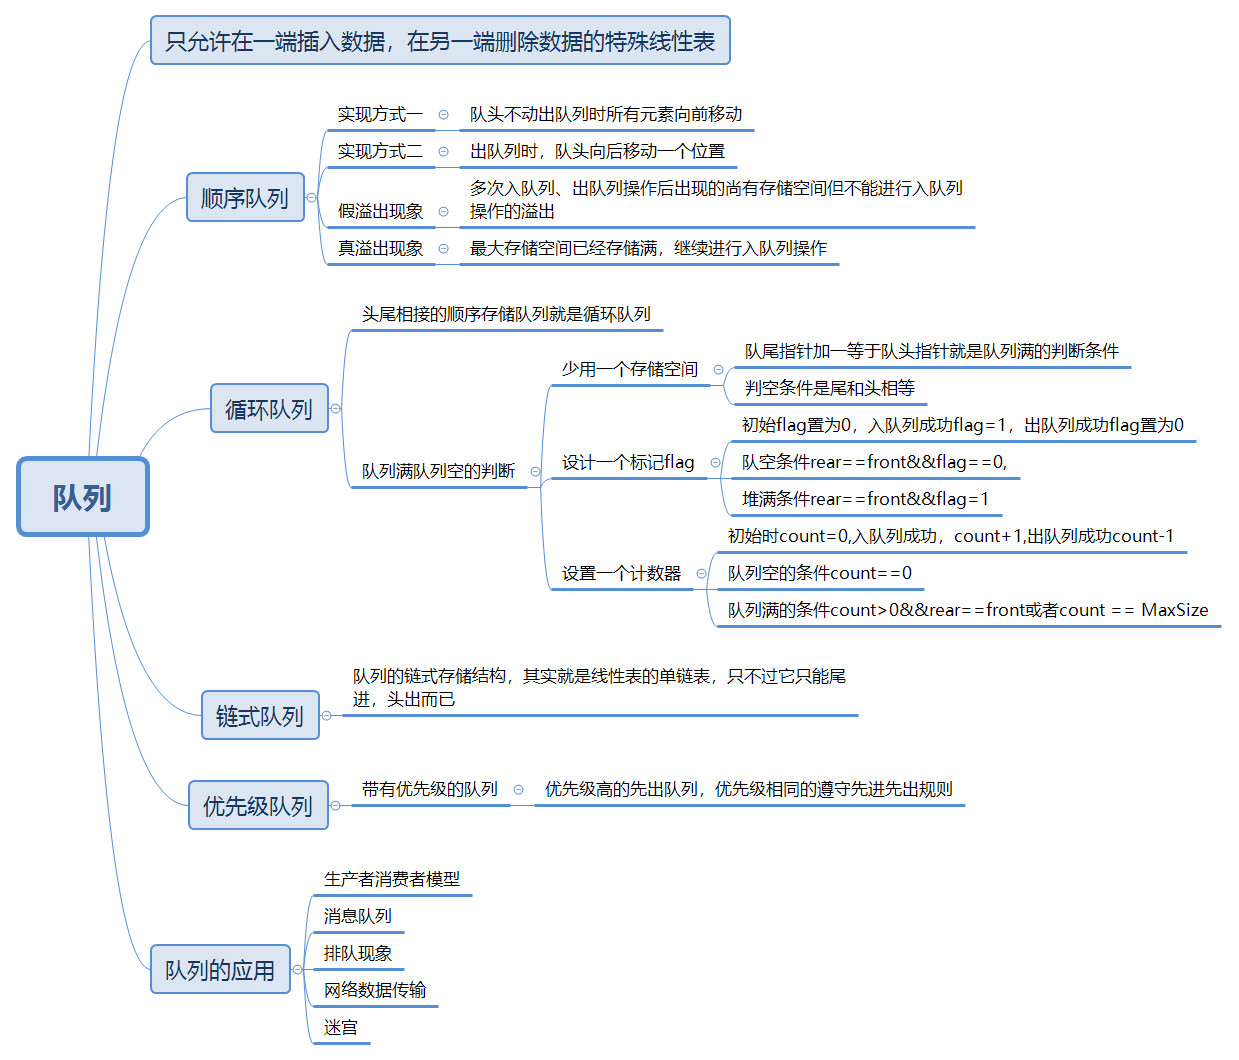 只允许在一端插入数据，在另一端删除数据的特殊线性表
顺序队列
实现方式一
队头不动出队列时所有元素向前移动
实现方式二
出队列时，队头向后移动一个位置
假溢出现象
多次入队列、出队列操作后出现的尚有存储空间但不能进行入队列
操作的溢出
真溢出现象
最大存储空间已经存储满，继续进行入队列操作
循环队列
头尾相接的顺序存储队列就是循环队列
队列满队列空的判断
少用一个存储空间
队尾指针加一等于队头指针就是队列满的判断条件
判空条件是尾和头相等
设计一个标记flag
初始flag置为0，入队列成功flag=1，出队列成功flag置为0
队空条件rear==front&&flag==0,
堆满条件rear==front&&flag=1
设置一个计数器
初始时count=0,入队列成功，count+1,出队列成功count-1
队列空的条件count==0
队列满的条件count>0&&rear==front或者count == MaxSize
队列
链式队列
队列的链式存储结构，其实就是线性表的单链表，只不过它只能尾
进，头出而已
优先级队列
带有优先级的队列
优先级高的先出队列，优先级相同的遵守先进先出规则
队列的应用
生产者消费者模型
消息队列
排队现象
网络数据传输
迷宫